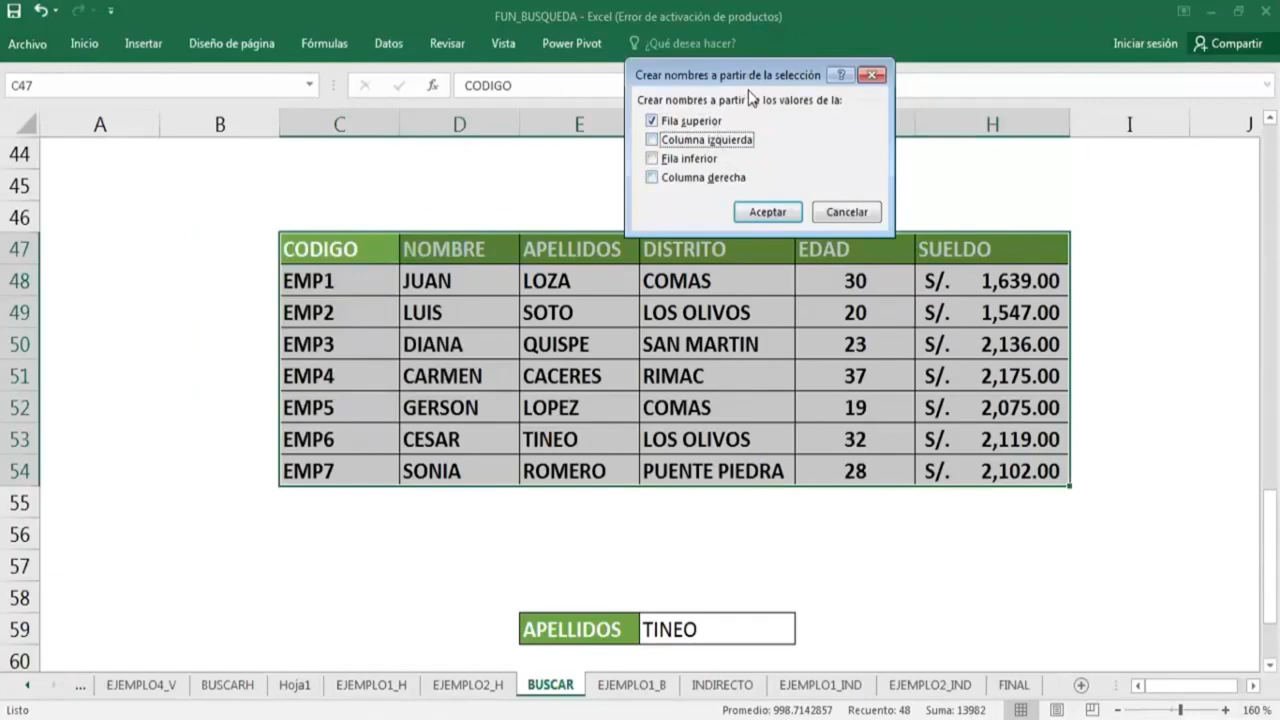 FUN_BUSQUEDA - Excel (Error de activación de productos)
Archivo Inicio Insertar Diseño de página Fórmulas Datos Revisar Vista Power Pivot ¿Qué desea hacer? Iniciar sesión Compartir
C47 fx CODIGO
Crear nombres a partir de la selección
Crear nombres a partir los valores de la:
Fila superior
Columna izquierda
Fila inferior
Columna derecha
Aceptar Cancelar
A B C D E H I J
44
45
46
47 CODIGO NOMBRE APELLIDOS DISTRITO EDAD SUELDO
48 EMP1 JUAN LOZA COMAS 30 S/. 1,639.00
49 EMP2 LUIS SOTO LOS OLIVOS 20 S/. 1,547.00
50 EMP3 DIANA QUISPE SAN MARTIN 23 S/. 2,136.00
51 EMP4 CARMEN CACERES RIMAC 37 S/. 2,175.00
52 EMP5 GERSON LOPEZ COMAS 19 S/. 2,075.00
53 EMP6 CESAR TINEO LOS OLIVOS 32 S/. 2,119.00
54 EMP7 SONIA ROMERO PUENTE PIEDRA 28 S/. 2,102.00
55
56
57
58
59 APELLIDOS TINEO
60
... EJEMPLO4_V BUSCARH Hoja1 EJEMPLO1_H EJEMPLO2_H BUSCAR EJEMPLO1_B INDIRECTO EJEMPLO1_IND EJEMPLO2_IND FINAL
Listo Promedio: 998.7142857 Recuento: 48 Suma: 13982 160 %